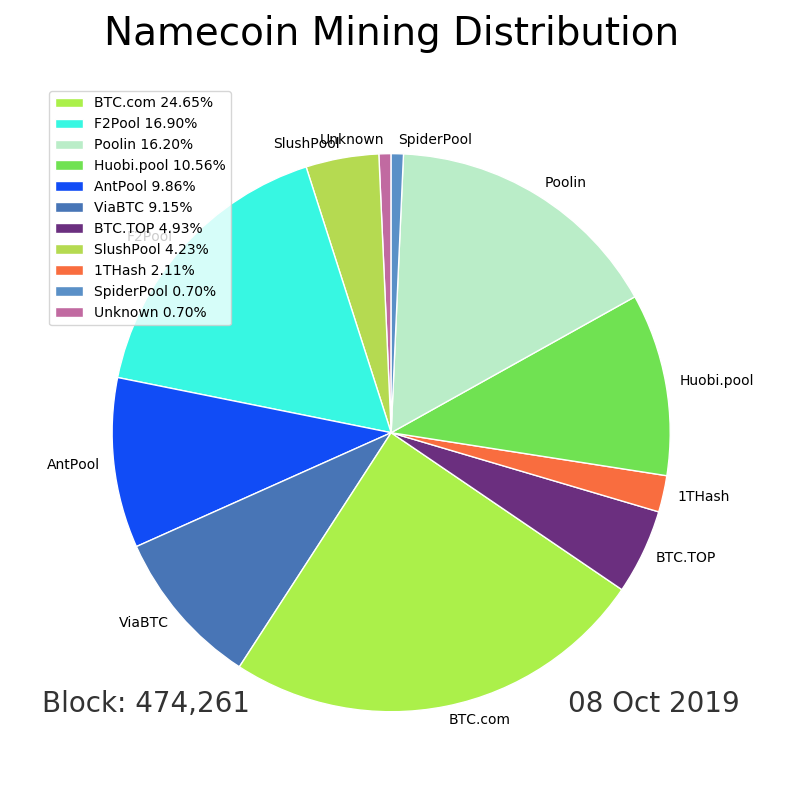 Namecoin Mining Distribution
BTC.com 24.65%
F2Pool 16.90%
Poolin 16.20%
Huobi.pool 10.56%
AntPool 9.86%
ViaBTC 9.15%
BTC.TOP 4.93%
SlushPool 4.23%
1THash 2.11%
SpiderPool 0.70%
Unknown 0.70%
SlushPool
Unknown
SpiderPool
Poolin
F2Pool
Huobi.pool
AntPool
1THash
BTC.TOP
ViaBTC
BTC.com
Block: 474,261
08 Oct 2019